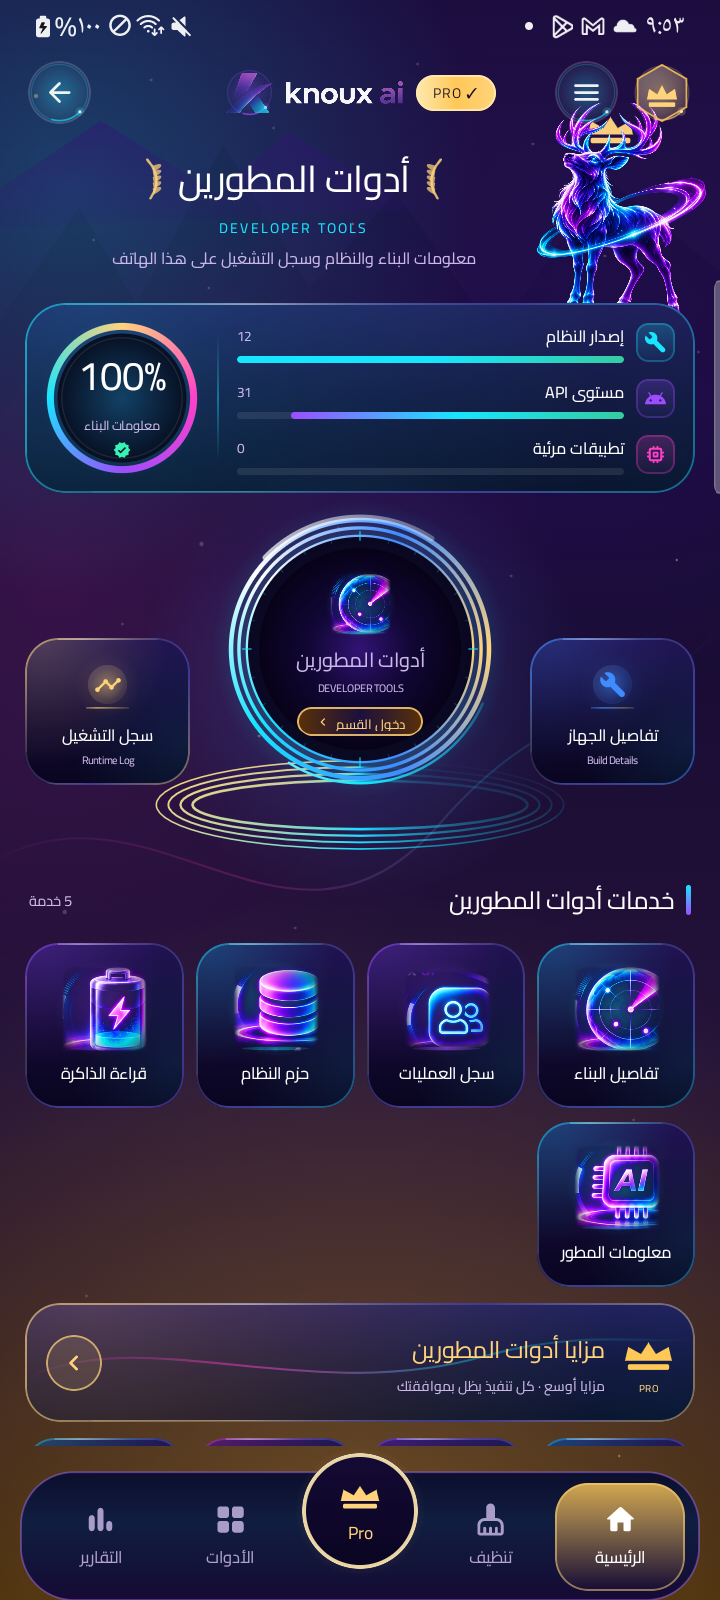 ٩:٥٣
%١٠٠
knoux ai
PRO ✓
أدوات المطورين
DEVELOPER TOOLS
معلومات البناء والنظام وسجل التشغيل على هذا الهاتف
إصدار النظام
12
مستوى API
31
تطبيقات مرئية
0
100%
معلومات البناء
أدوات المطورين
DEVELOPER TOOLS
دخول القسم
تفاصيل الجهاز
Build Details
سجل التشغيل
Runtime Log
خدمات أدوات المطورين
5 خدمة
تفاصيل البناء
سجل العمليات
حزم النظام
قراءة الذاكرة
AI
معلومات المطور
مزايا أدوات المطورين
مزايا أوسع · كل تنفيذ يظل بموافقتك
PRO
الرئيسية
تنظيف
Pro
الأدوات
التقارير